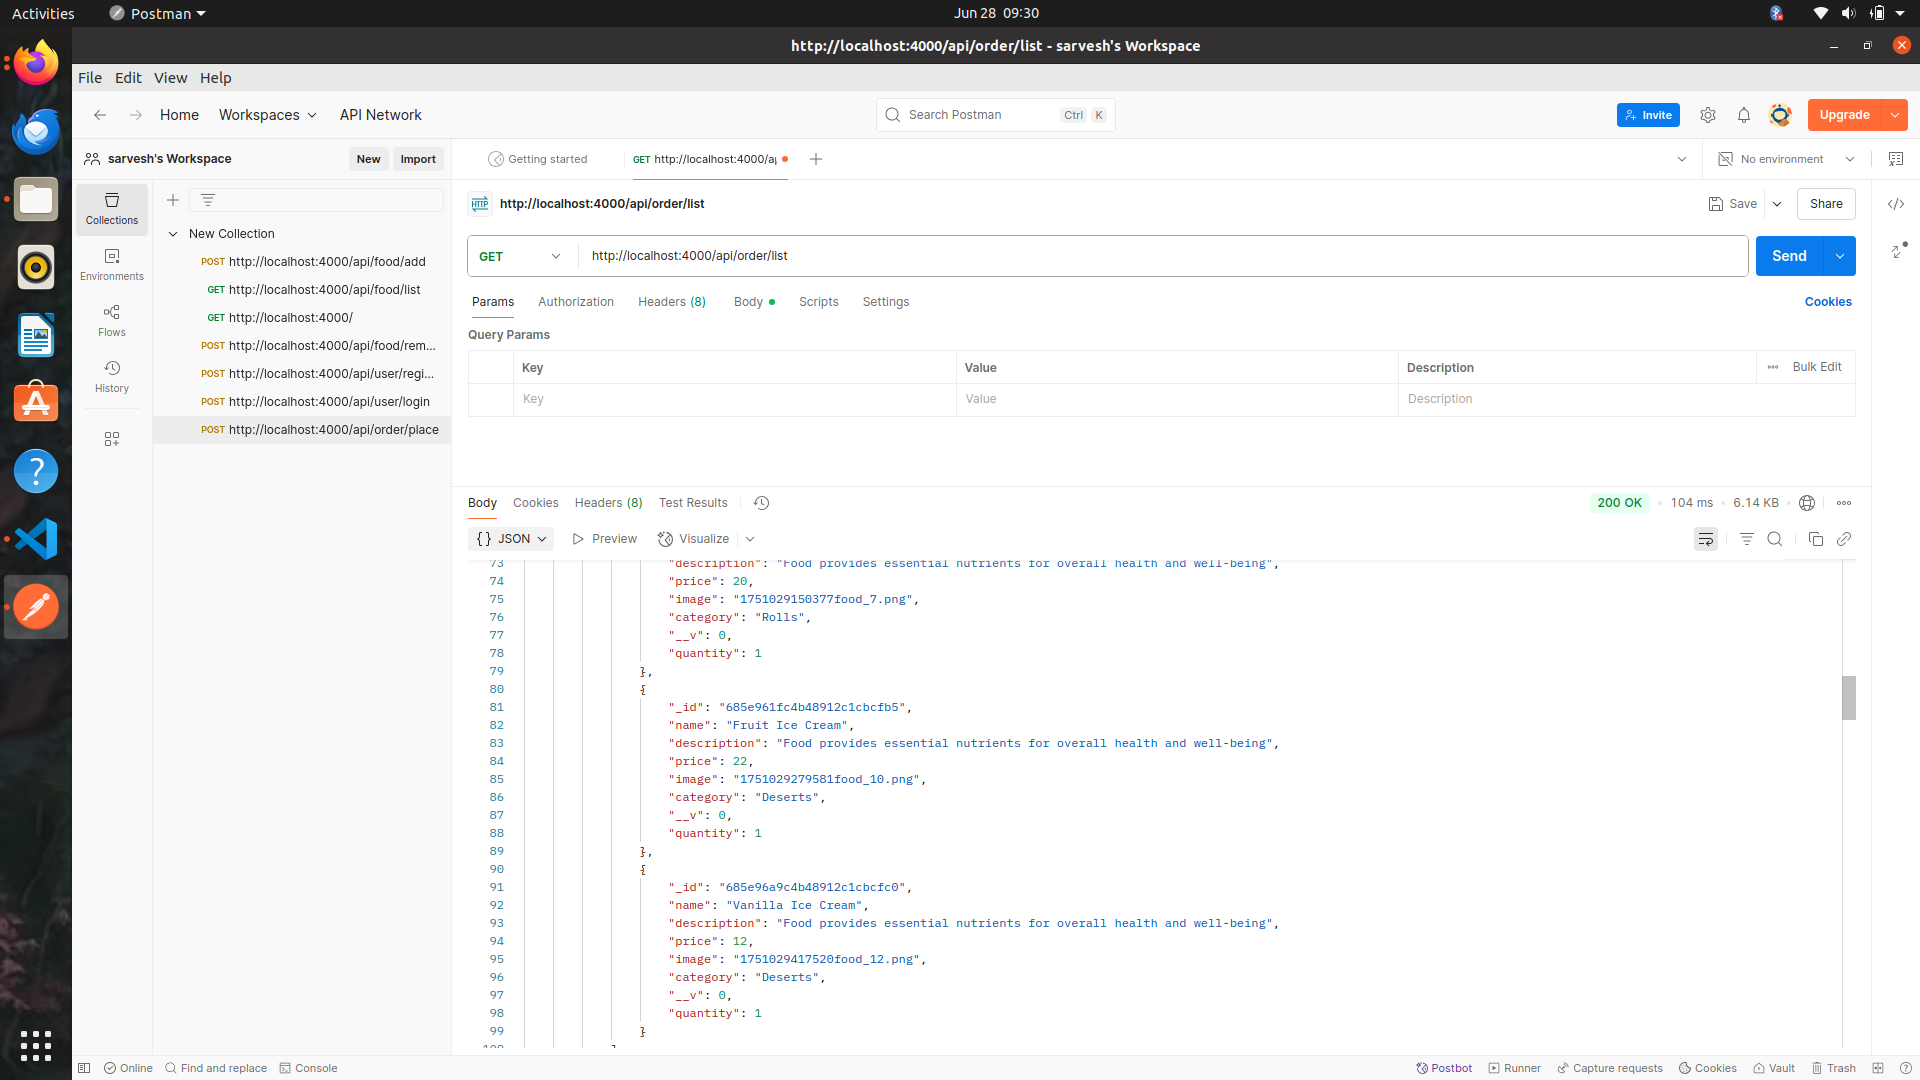 Activities
Postman
Jun 28 09:30
http://localhost:4000/api/order/list - sarvesh's Workspace
File Edit View Help
Home Workspaces API Network
Search Postman Ctrl K
Invite
Upgrade
sarvesh's Workspace
New Import
Getting started
GET http://localhost:4000/a
No environment
Collections
Environments
Flows
History
New Collection
POST http://localhost:4000/api/food/add
GET http://localhost:4000/api/food/list
GET http://localhost:4000/
POST http://localhost:4000/api/food/rem...
POST http://localhost:4000/api/user/regi...
POST http://localhost:4000/api/user/login
POST http://localhost:4000/api/order/place
HTTP http://localhost:4000/api/order/list
Save Share
GET http://localhost:4000/api/order/list
Send
Params Authorization Headers (8) Body Scripts Settings
Cookies
Query Params
Key Value Description Bulk Edit
Key Value Description
Body Cookies Headers (8) Test Results
200 OK 104 ms 6.14 KB
{} JSON Preview Visualize
73 "description": "Food provides essential nutrients for overall health and well-being",
74 "price": 20,
75 "image": "1751029150377food_7.png",
76 "category": "Rolls",
77 "__v": 0,
78 "quantity": 1
79 },
80 {
81 "_id": "685e961fc4b48912c1cbcfb5",
82 "name": "Fruit Ice Cream",
83 "description": "Food provides essential nutrients for overall health and well-being",
84 "price": 22,
85 "image": "1751029279581food_10.png",
86 "category": "Deserts",
87 "__v": 0,
88 "quantity": 1
89 },
90 {
91 "_id": "685e96a9c4b48912c1cbcfc0",
92 "name": "Vanilla Ice Cream",
93 "description": "Food provides essential nutrients for overall health and well-being",
94 "price": 12,
95 "image": "1751029417520food_12.png",
96 "category": "Deserts",
97 "__v": 0,
98 "quantity": 1
99 }
Online Find and replace Console
Postbot Runner Capture requests Cookies Vault Trash